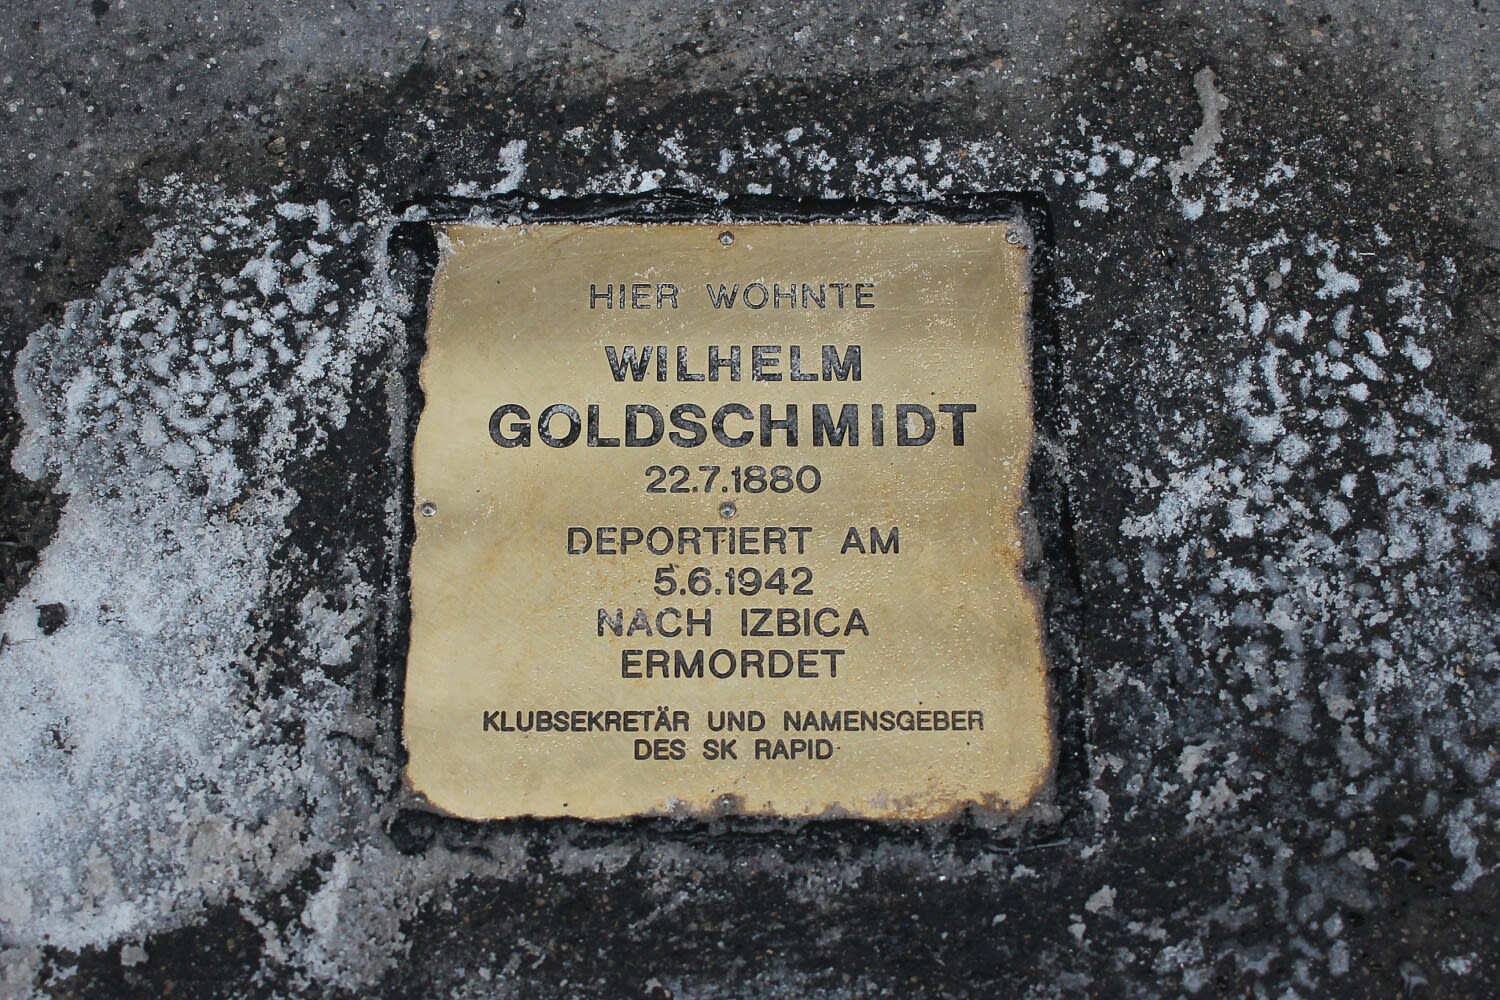 HIER WOHNTE
WILHELM
GOLDSCHMIDT
22.7.1880
DEPORTIERT AM
5.6.1942
NACH IZBICA
ERMORDET
KLUBSEKRETÄR UND NAMENSGEBER
DES SK RAPID